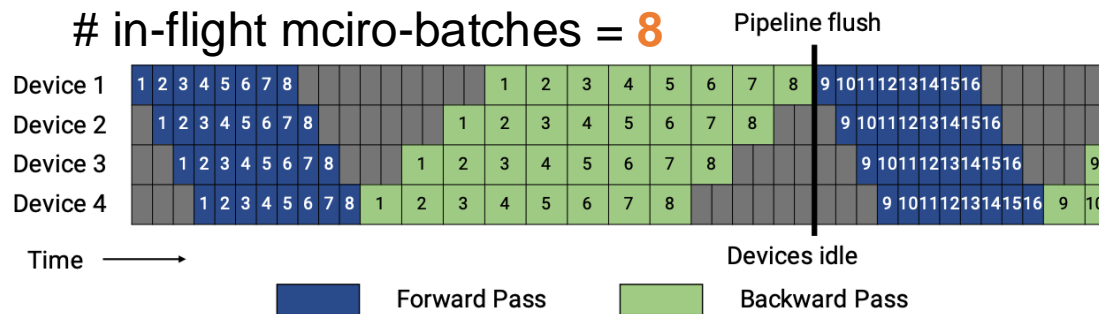 # in-flight mciro-batches = 8
Pipeline flush
Device 1 1 2 3 4 5 6 7 8 1 2 3 4 5 6 7 8 9 10 11 12 13 14 15 16
Device 2 1 2 3 4 5 6 7 8 1 2 3 4 5 6 7 8 9 10 11 12 13 14 15 16
Device 3 1 2 3 4 5 6 7 8 1 2 3 4 5 6 7 8 9 10 11 12 13 14 15 16 9
Device 4 1 2 3 4 5 6 7 8 1 2 3 4 5 6 7 8 9 10 11 12 13 14 15 16 9 10
Time
Devices idle
Forward Pass
Backward Pass